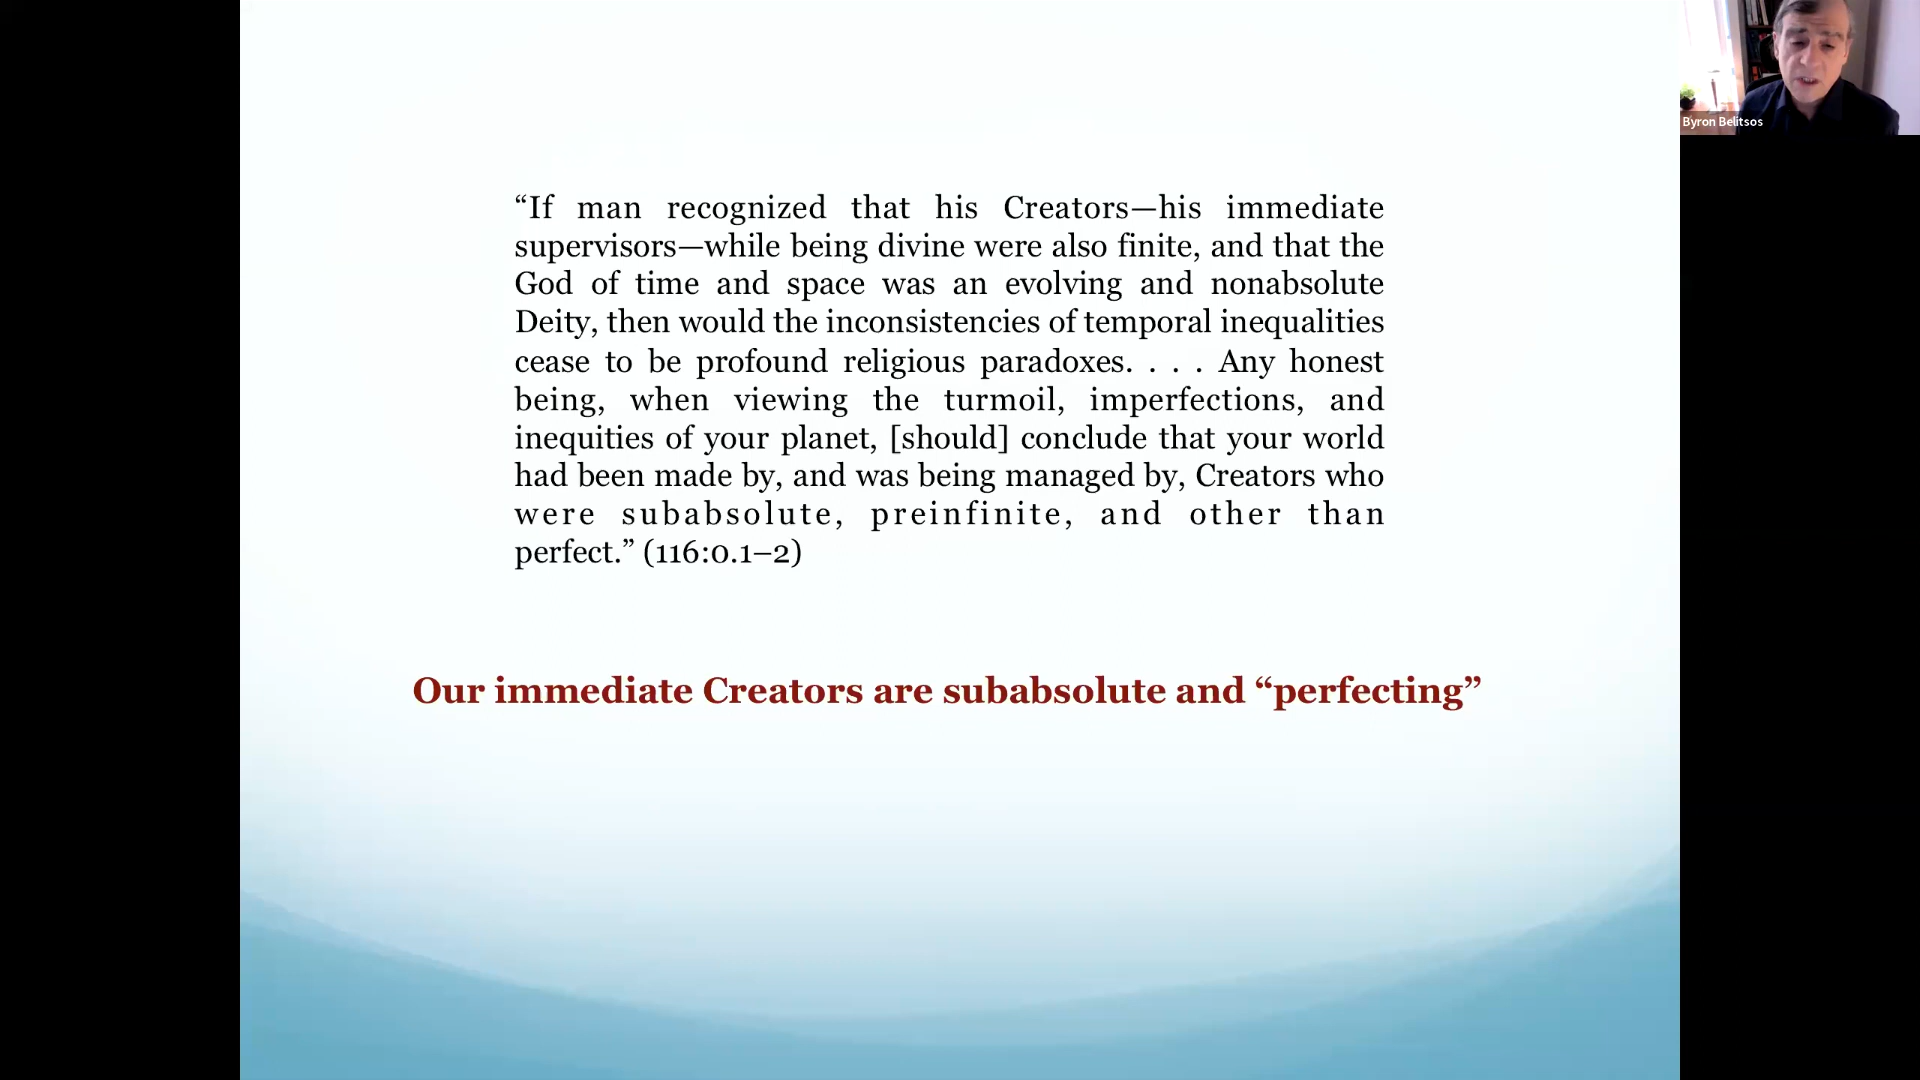 Byron Belitsos
“If man recognized that his Creators—his immediate
supervisors—while being divine were also finite, and that the
God of time and space was an evolving and nonabsolute
Deity, then would the inconsistencies of temporal inequalities
cease to be profound religious paradoxes. . . . Any honest
being, when viewing the turmoil, imperfections, and
inequities of your planet, [should] conclude that your world
had been made by, and was being managed by, Creators who
were subabsolute, preinfinite, and other than
perfect.” (116:0.1–2)
Our immediate Creators are subabsolute and “perfecting”